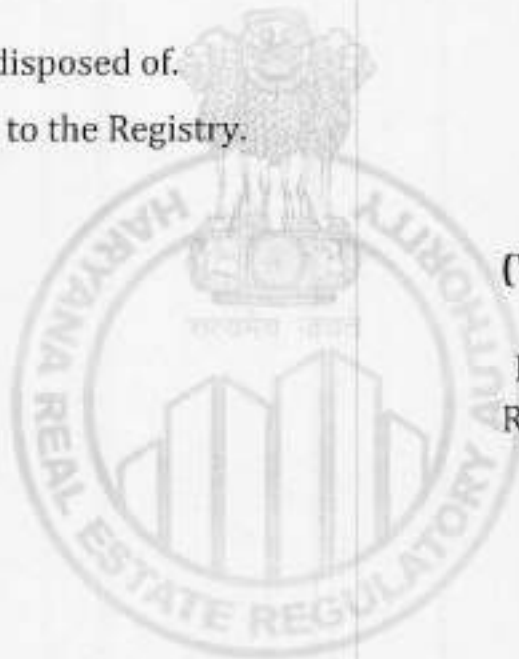 disposed of.
to the Registry.
(
R
HARYANA REAL ESTATE REGULATORY AUTHORITY
सत्यमेव जयते